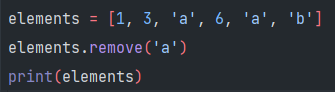 elements = [1, 3, 'a', 6, 'a', 'b']
elements.remove('a')
print(elements)